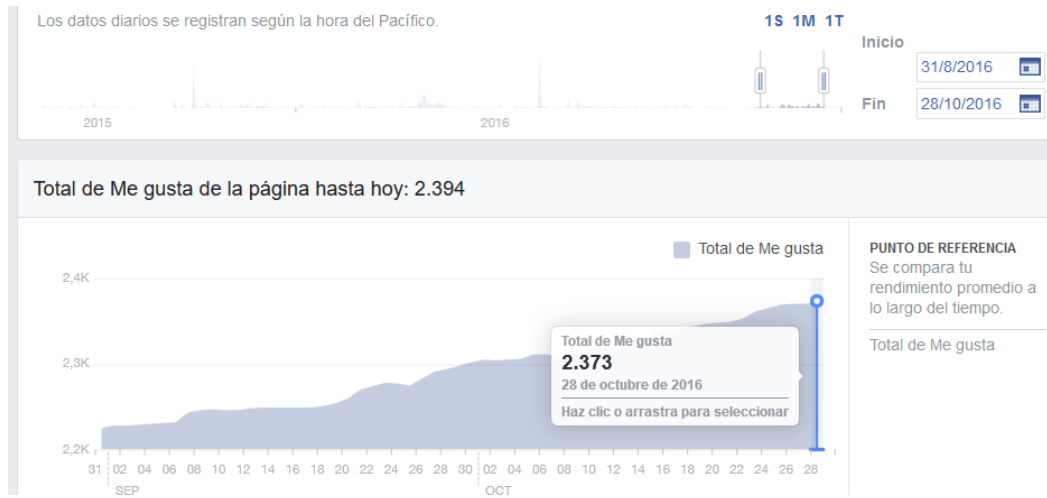 Los datos diarios se registran según la hora del Pacífico.
1S 1M 1T
Inicio
31/8/2016
Fin
28/10/2016
2015
2016
Total de Me gusta de la página hasta hoy: 2.394
Total de Me gusta
2,4K
2,3K
2,2K
Total de Me gusta
2.373
28 de octubre de 2016
Haz clic o arrastra para seleccionar
31 02 04 06 08 10 12 14 16 18 20 22 24 26 28 30 02 04 06 08 10 12 14 16 18 20 22 24 26 28
SEP
OCT
PUNTO DE REFERENCIA
Se compara tu
rendimiento promedio a
lo largo del tiempo.
Total de Me gusta